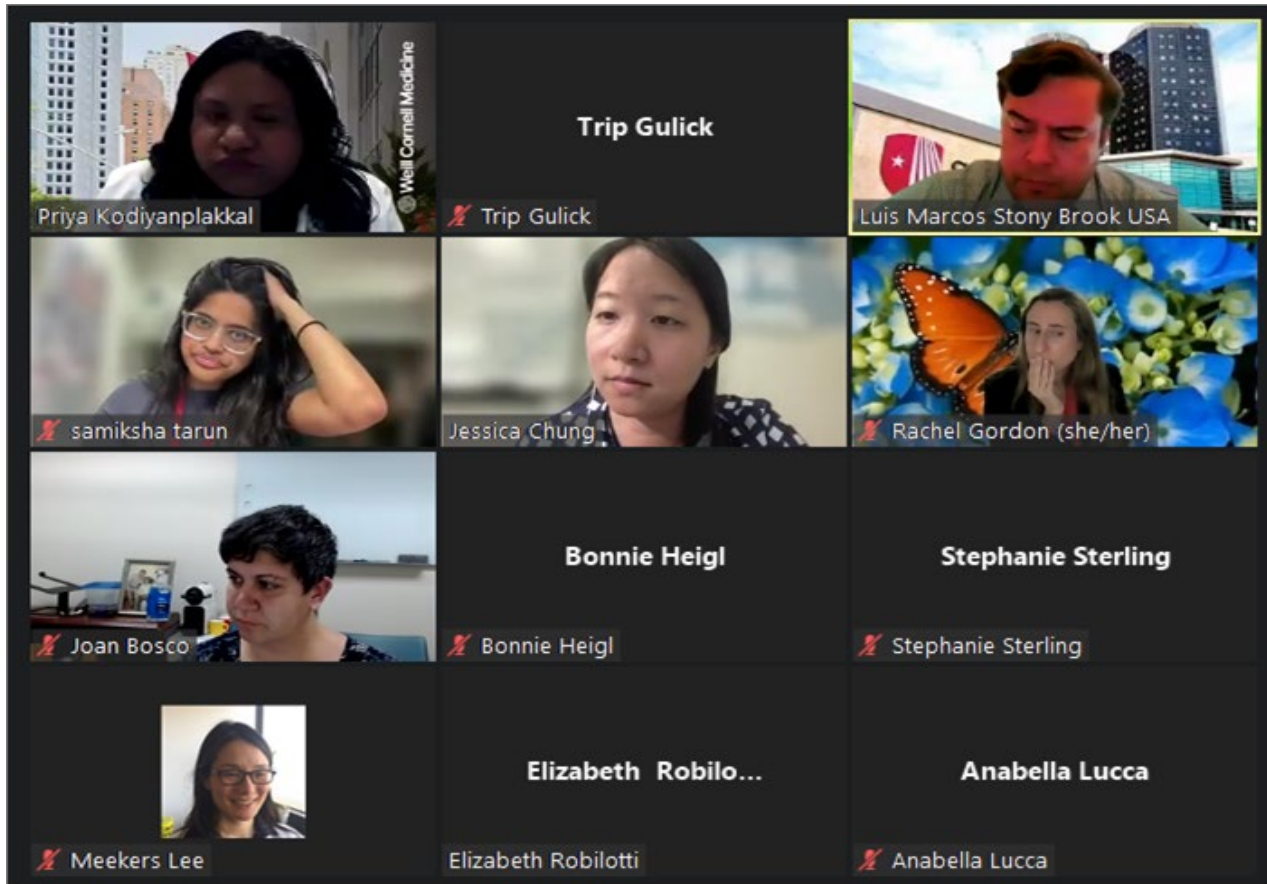 Weill Cornell Medicine
Priya Kodiyanplakkal
Trip Gulick
Trip Gulick
Luis Marcos Stony Brook USA
samiksha tarun
Jessica Chung
Rachel Gordon (she/her)
Joan Bosco
Bonnie Heigl
Bonnie Heigl
Stephanie Sterling
Stephanie Sterling
Meekers Lee
Elizabeth Robilo...
Elizabeth Robilotti
Anabella Lucca
Anabella Lucca